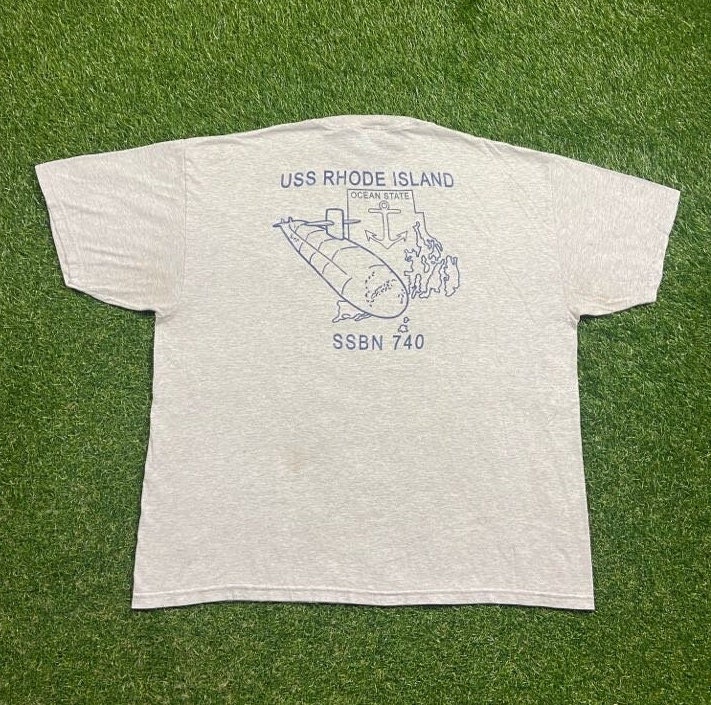 USS RHODE ISLAND
OCEAN STATE
SSBN 740